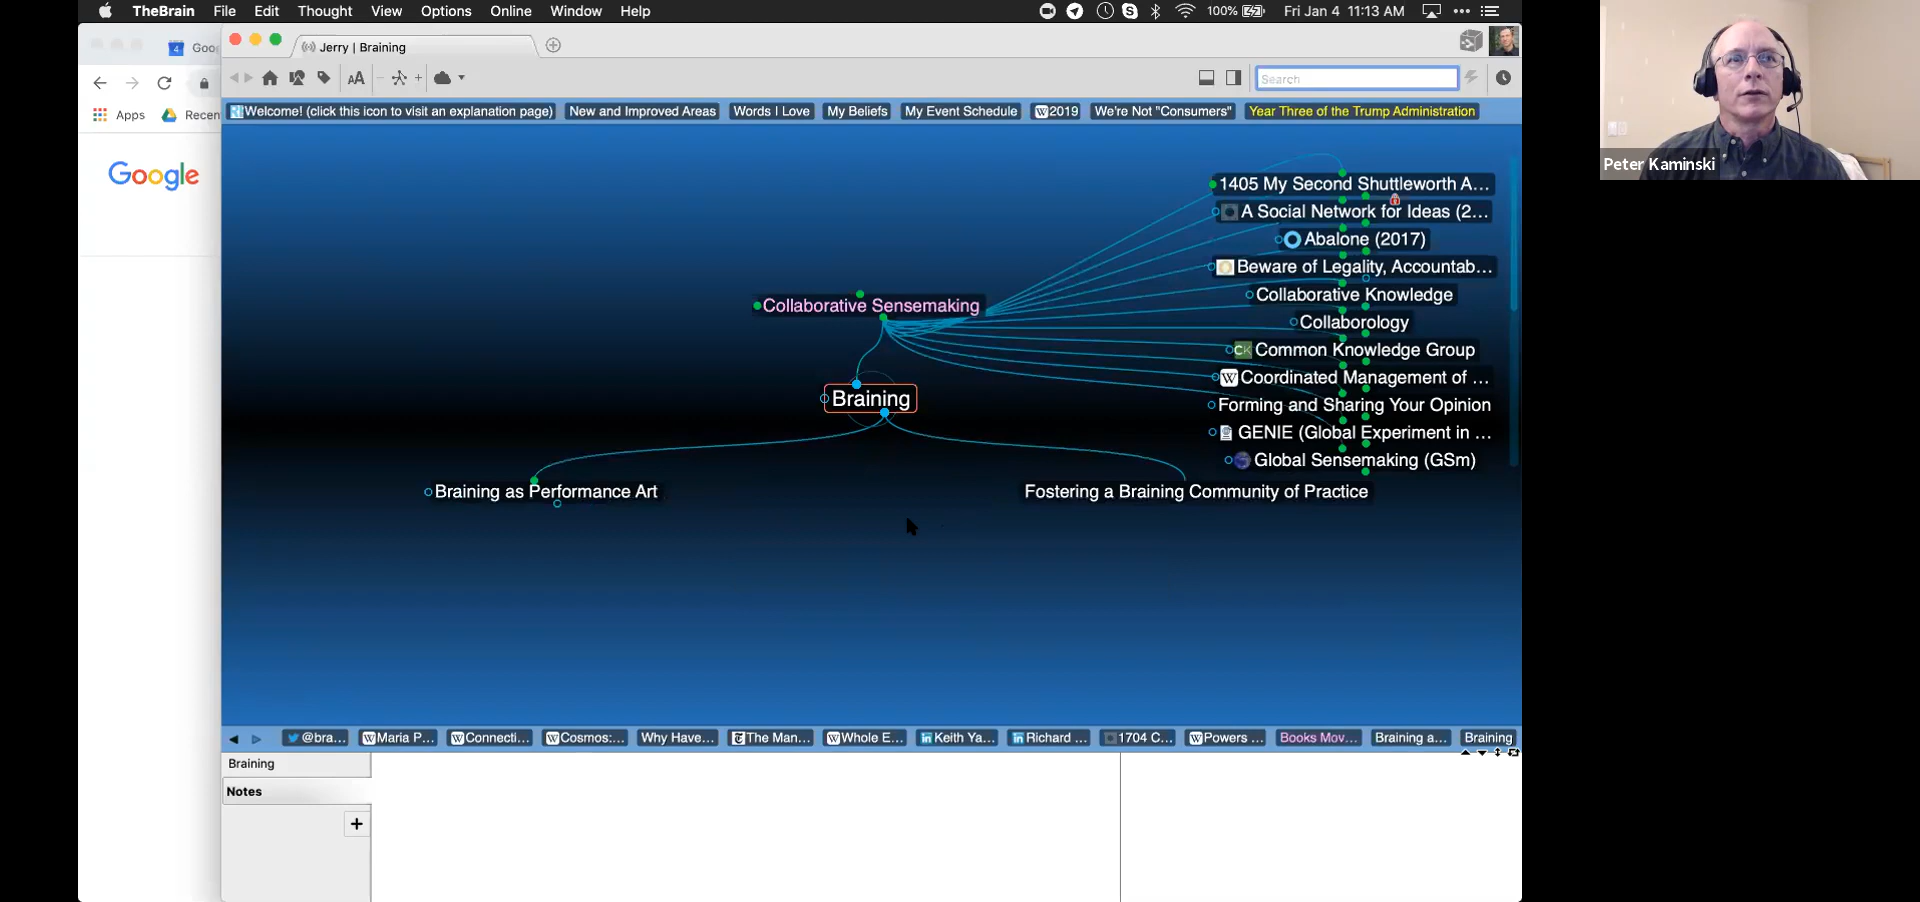 TheBrain File Edit Thought View Options Online Window Help 100% Fri Jan 4 11:13 AM
Goo
Jerry | Braining
AA
Search
Apps
Recen
Welcome! (click this icon to visit an explanation page) New and Improved Areas Words I Love My Beliefs My Event Schedule 2019 We're Not "Consumers" Year Three of the Trump Administration
Google
Peter Kaminski
1405 My Second Shuttleworth A...
A Social Network for Ideas (2...
Abalone (2017)
Beware of Legality, Accountab...
Collaborative Knowledge
Collaborology
Common Knowledge Group
Coordinated Management of ...
Forming and Sharing Your Opinion
GENIE (Global Experiment in ...
Global Sensemaking (GSm)
Collaborative Sensemaking
Braining
Braining as Performance Art
Fostering a Braining Community of Practice
@bra... Maria P... Connecti... Cosmos:... Why Have... The Man... Whole E... Keith Ya... Richard ... 1704 C... Powers ... Books Mov... Braining a... Braining
Braining
Notes